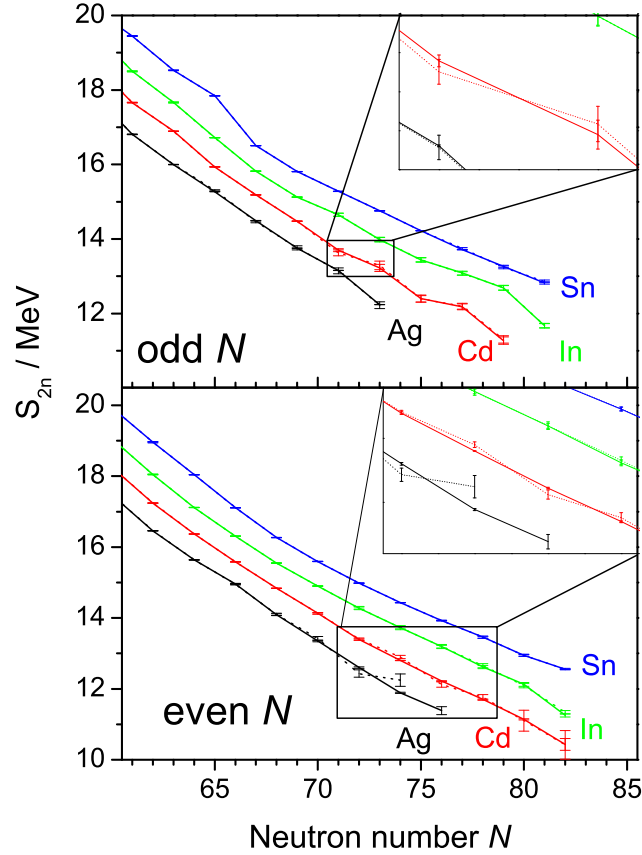 20
18
16
14
12
Sn
Ag
Cd
In
odd N
S2n / MeV
20
18
16
14
12
10
Sn
Ag
Cd
In
even N
65 70 75 80 85
Neutron number N